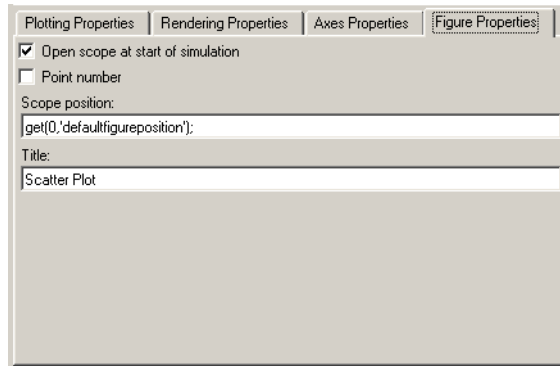 Plotting Properties Rendering Properties Axes Properties Figure Properties
Open scope at start of simulation
Point number
Scope position:
get(0,'defaultfigureposition');
Title:
Scatter Plot